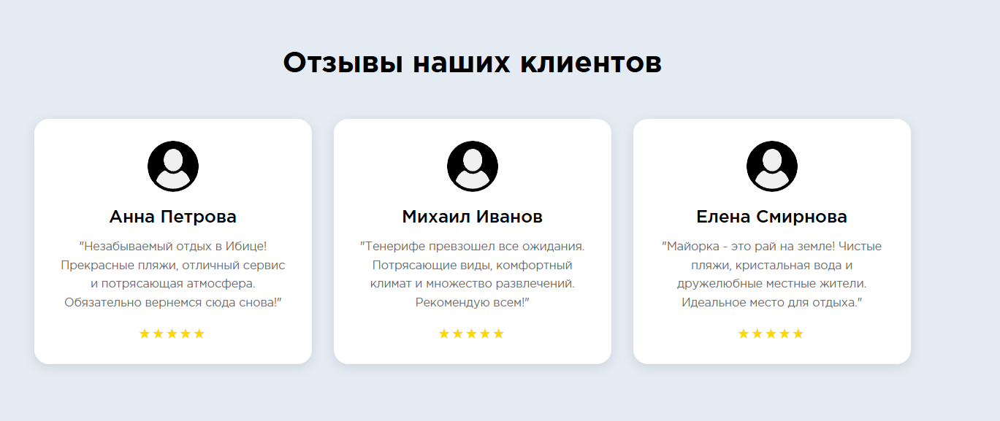 Отзывы наших клиентов
Анна Петрова
"Незабываемый отдых в Ибице!
Прекрасные пляжи, отличный сервис
и потрясающая атмосфера.
Обязательно вернемся сюда снова!"
★★★★★
Михаил Иванов
"Тенерифе превзошел все ожидания.
Потрясающие виды, комфортный
климат и множество развлечений.
Рекомендую всем!"
★★★★★
Елена Смирнова
"Майорка - это рай на земле! Чистые
пляжи, кристальная вода и
дружелюбные местные жители.
Идеальное место для отдыха."
★★★★★